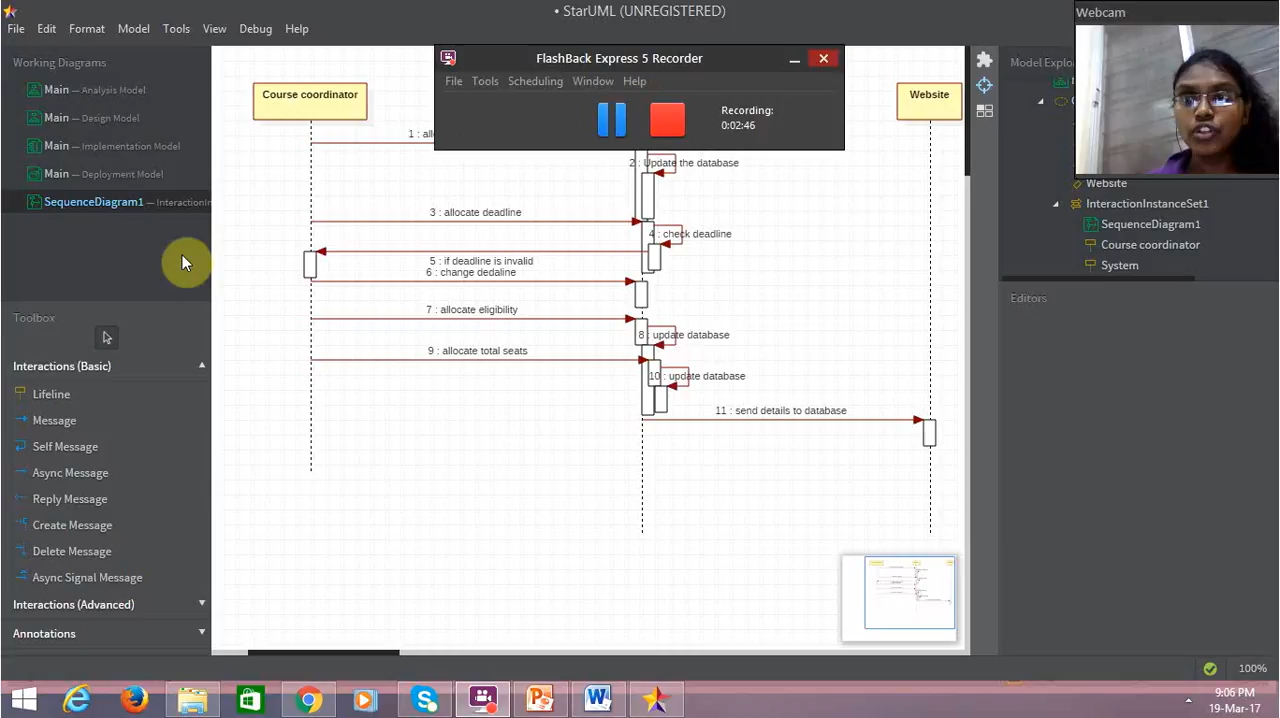 StarUML (UNREGISTERED)
Webcam
File Edit Format Model Tools View Debug Help
Working Diagrams
Main — Analysis Model
Main — Design Model
Main — Implementation Model
Main — Deployment Model
SequenceDiagram1 — InteractionIn
Toolbox
Interactions (Basic)
Lifeline
Message
Self Message
Async Message
Reply Message
Create Message
Delete Message
Async Signal Message
Interactions (Advanced)
Annotations
FlashBack Express 5 Recorder
File Tools Scheduling Window Help
Recording:
0:02:46
Course coordinator
Website
1 : all
2 : Update the database
3 : allocate deadline
4 : check deadline
5 : if deadline is invalid
6 : change dedaline
7 : allocate eligibility
8 : update database
9 : allocate total seats
10 : update database
11 : send details to database
Model Explo
Website
InteractionInstanceSet1
SequenceDiagram1
Course coordinator
System
Editors
100%
9:06 PM
19-Mar-17